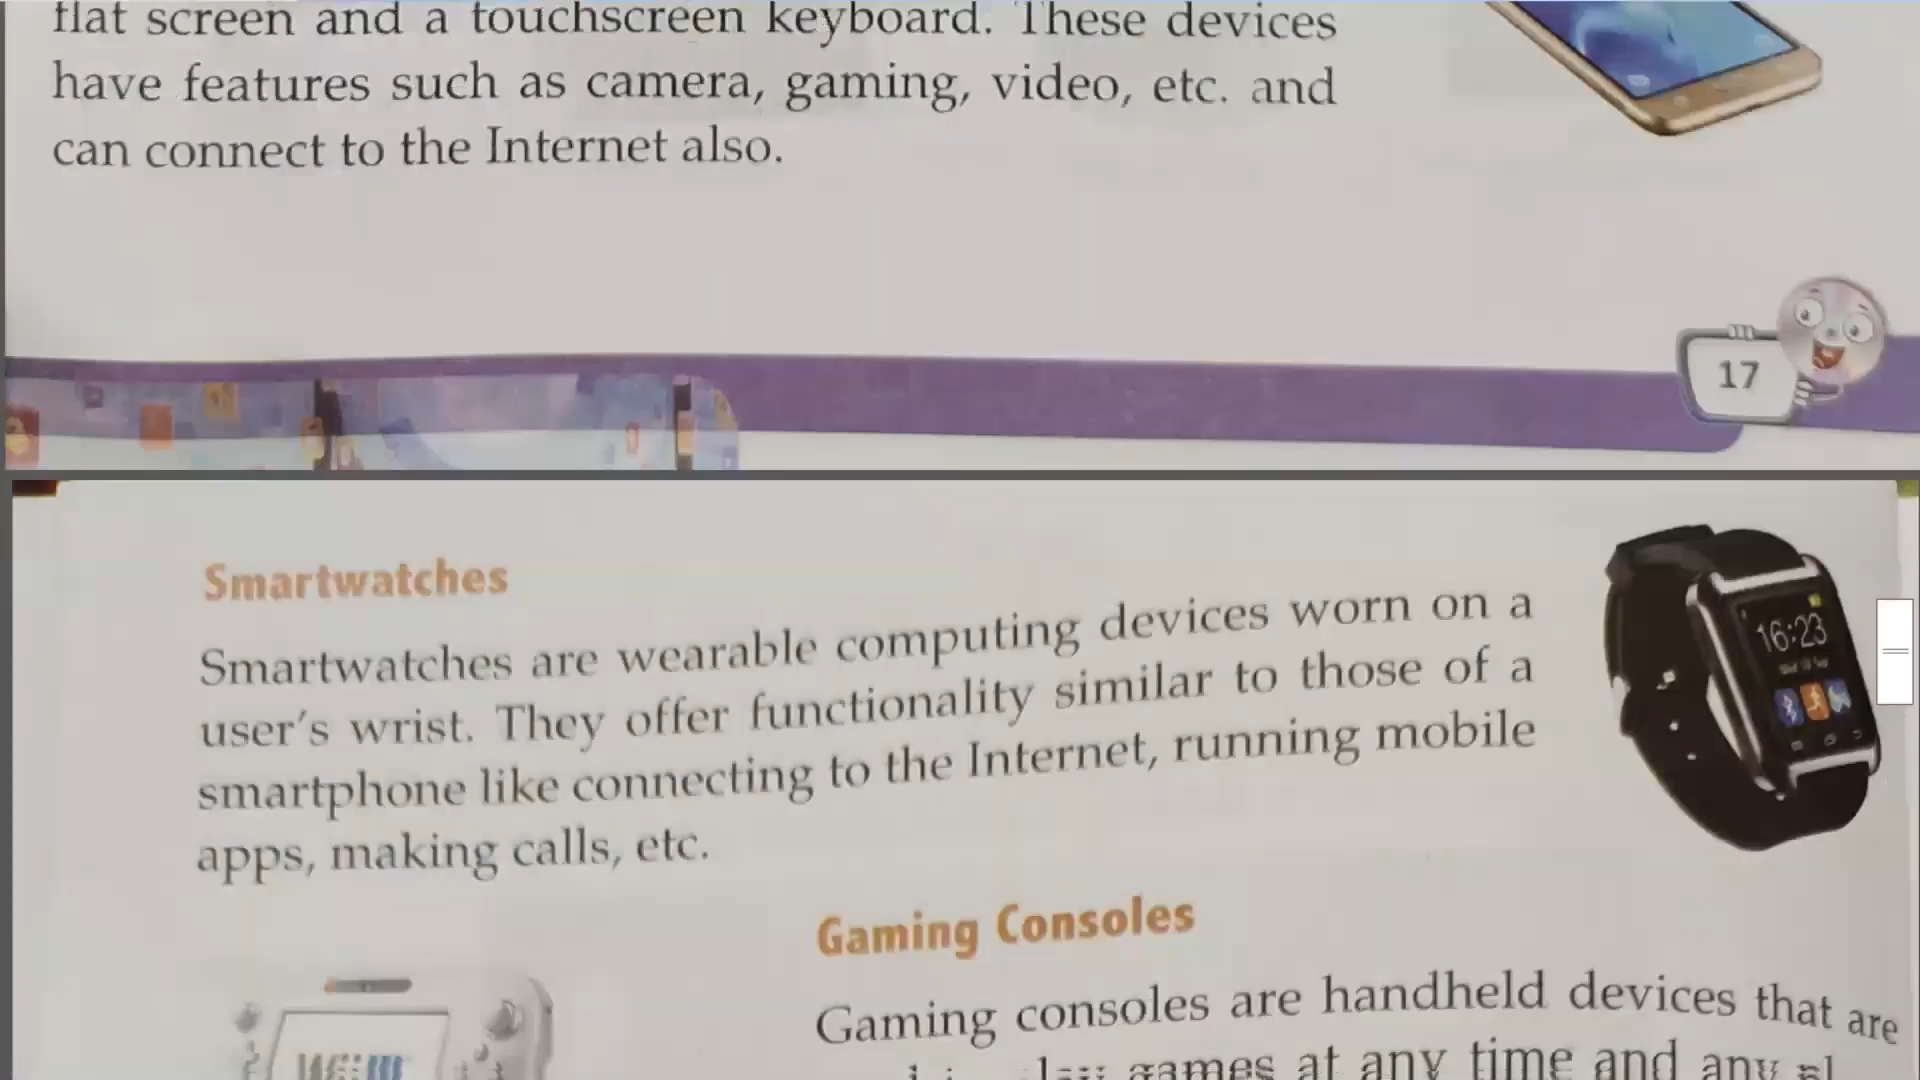 flat screen and a touchscreen keyboard. These devices
have features such as camera, gaming, video, etc. and
can connect to the Internet also.
17
Smartwatches
Smartwatches are wearable computing devices worn on a
user's wrist. They offer functionality similar to those of a
smartphone like connecting to the Internet, running mobile
apps, making calls, etc.
16:23
Gaming Consoles
Gaming consoles are handheld devices that are
games at any time and any